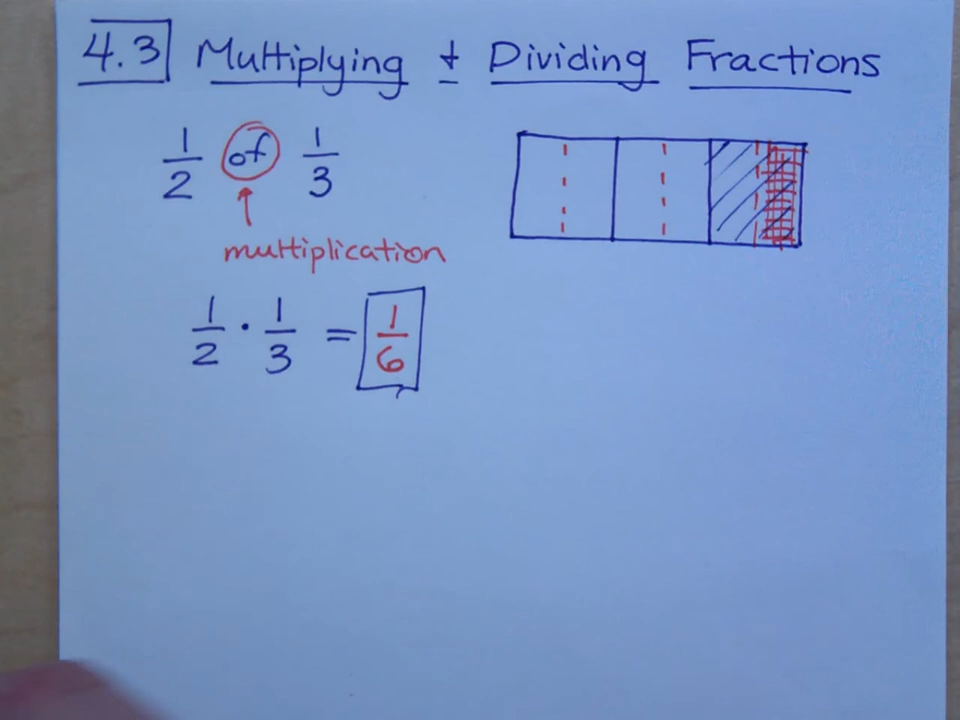 4.3 Multiplying + Dividing Fractions
1/2 of 1/3
multiplication
1/2 · 1/3 = 1/6